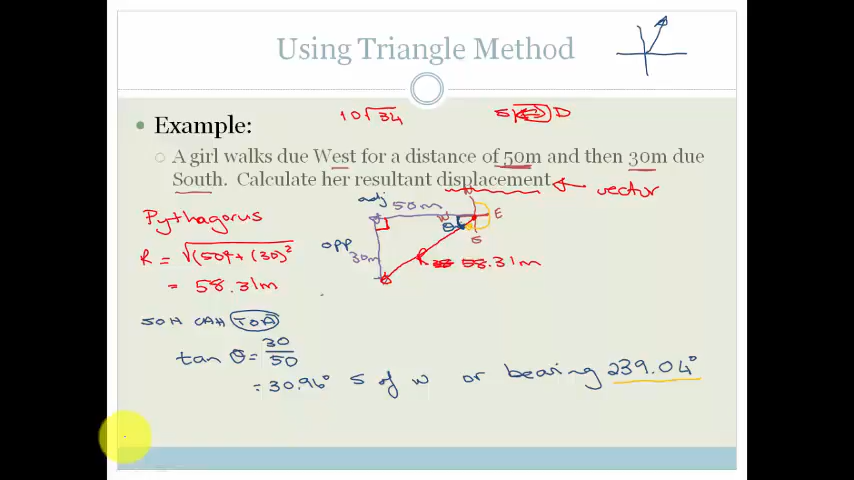 Using Triangle Method
10√34
S⇔D
Example:
A girl walks due West for a distance of 50m and then 30m due
South. Calculate her resultant displacement
vector
Pythagorus
adj 50m
N
W
E
S
θ
opp
30m
R = √(50)²+(30)²
= 58.31m
R 58.31m
SOH CAH TOA
tan θ = 30/50
= 30.96° S of W or bearing 239.04°